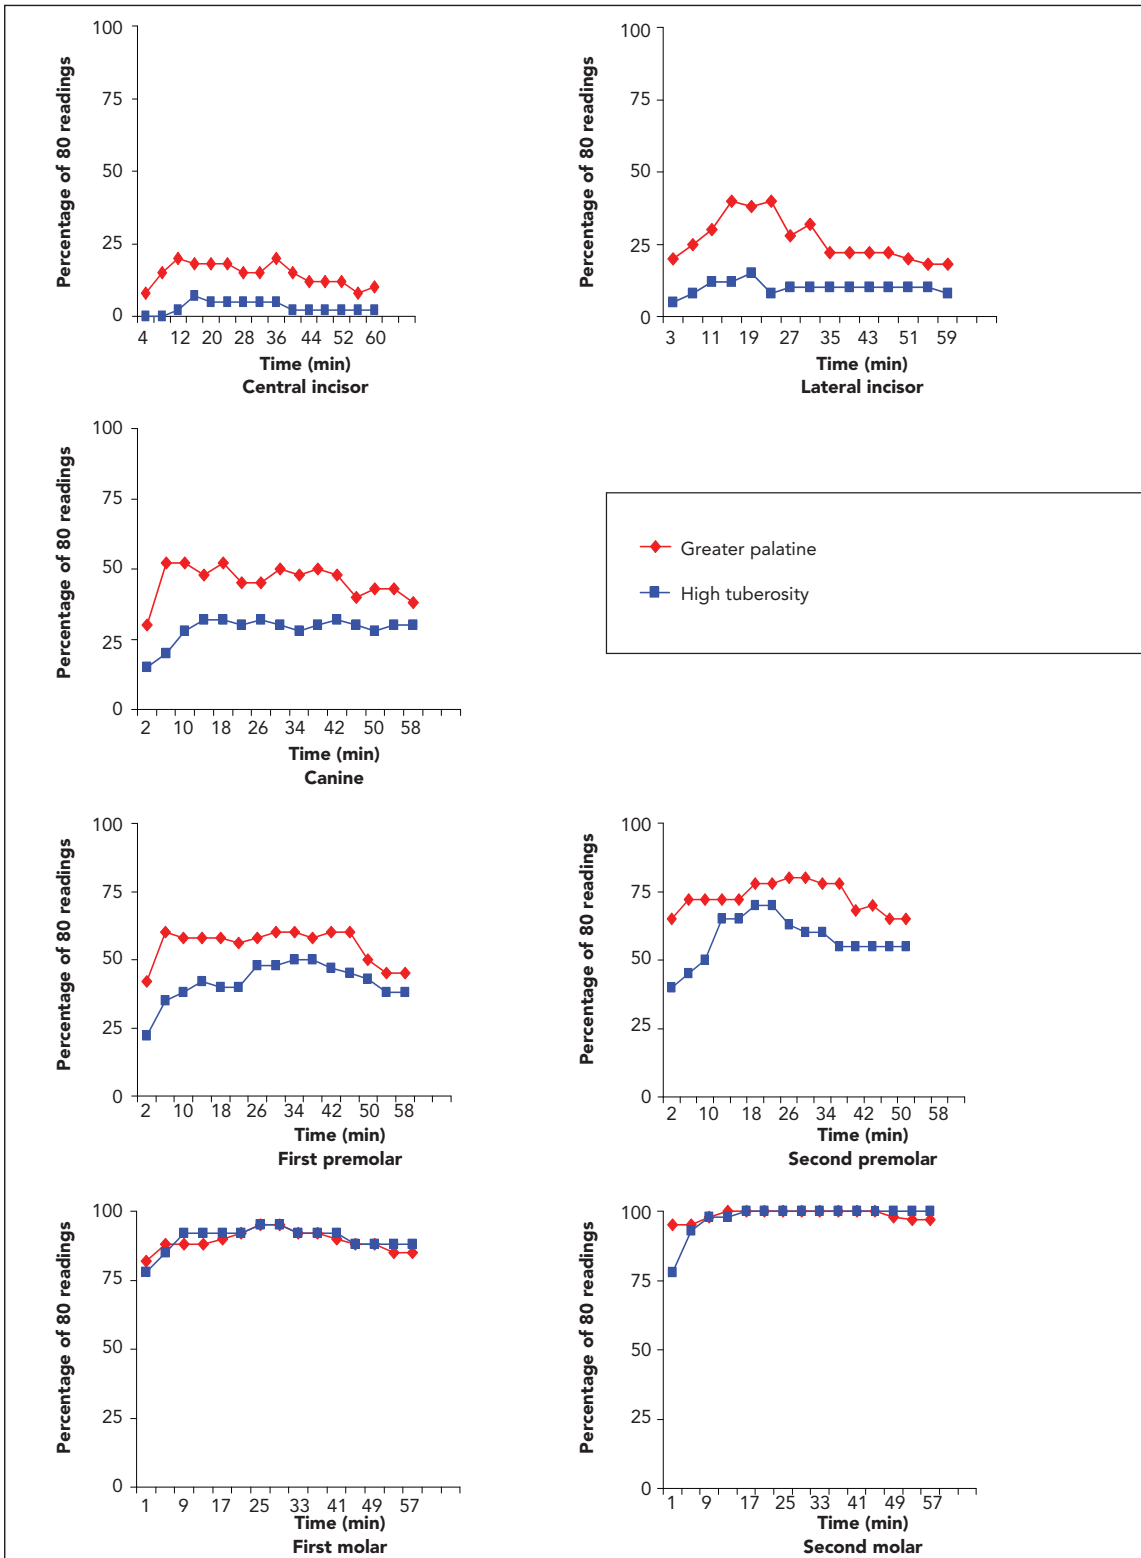 Percentage of 80 readings
100
75
50
25
0
4 12 20 28 36 44 52 60
Time (min)
Central incisor
Percentage of 80 readings
100
75
50
25
0
3 11 19 27 35 43 51 59
Time (min)
Lateral incisor
Percentage of 80 readings
100
75
50
25
0
2 10 18 26 34 42 50 58
Time (min)
Canine
Greater palatine
High tuberosity
Percentage of 80 readings
100
75
50
25
0
2 10 18 26 34 42 50 58
Time (min)
First premolar
Percentage of 80 readings
100
75
50
25
0
2 10 18 26 34 42 50 58
Time (min)
Second premolar
Percentage of 80 readings
100
75
50
25
0
1 9 17 25 33 41 49 57
Time (min)
First molar
Percentage of 80 readings
100
75
50
25
0
1 9 17 25 33 41 49 57
Time (min)
Second molar